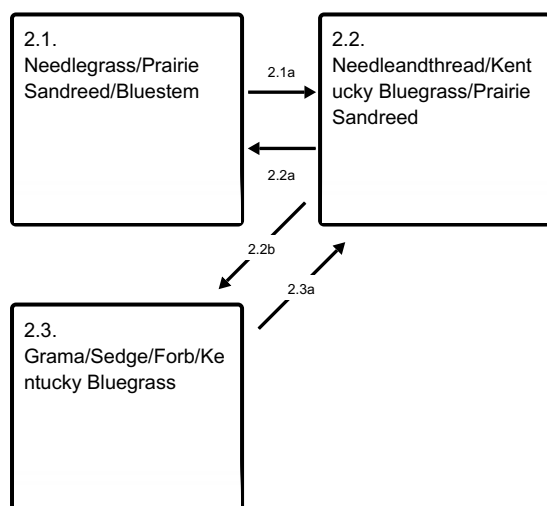 2.1.
Needlegrass/Prairie
Sandreed/Bluestem
2.1a
2.2.
Needleandthread/Kent
ucky Bluegrass/Prairie
Sandreed
2.2a
2.2b
2.3a
2.3.
Grama/Sedge/Forb/Ke
ntucky Bluegrass